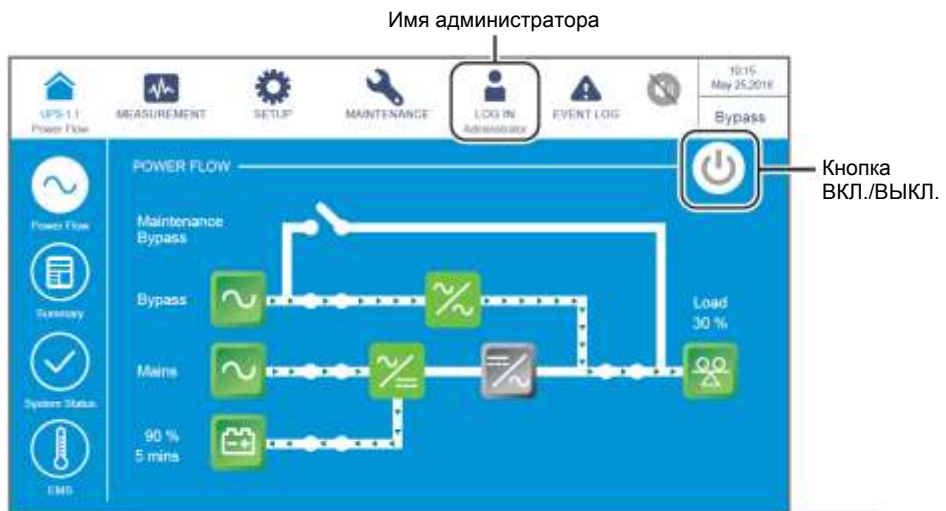 Имя администратора
10:15
May 25,2018
UPS-1.1
MEASUREMENT
SETUP
MAINTENANCE
LOG IN
EVENT LOG
Bypass
Power Flow
Administrator
POWER FLOW
Кнопка
ВКЛ./ВЫКЛ.
Power Flow
Maintenance
Bypass
Summary
Bypass
Load
30 %
Mains
System Status
90 %
5 mins
EMS